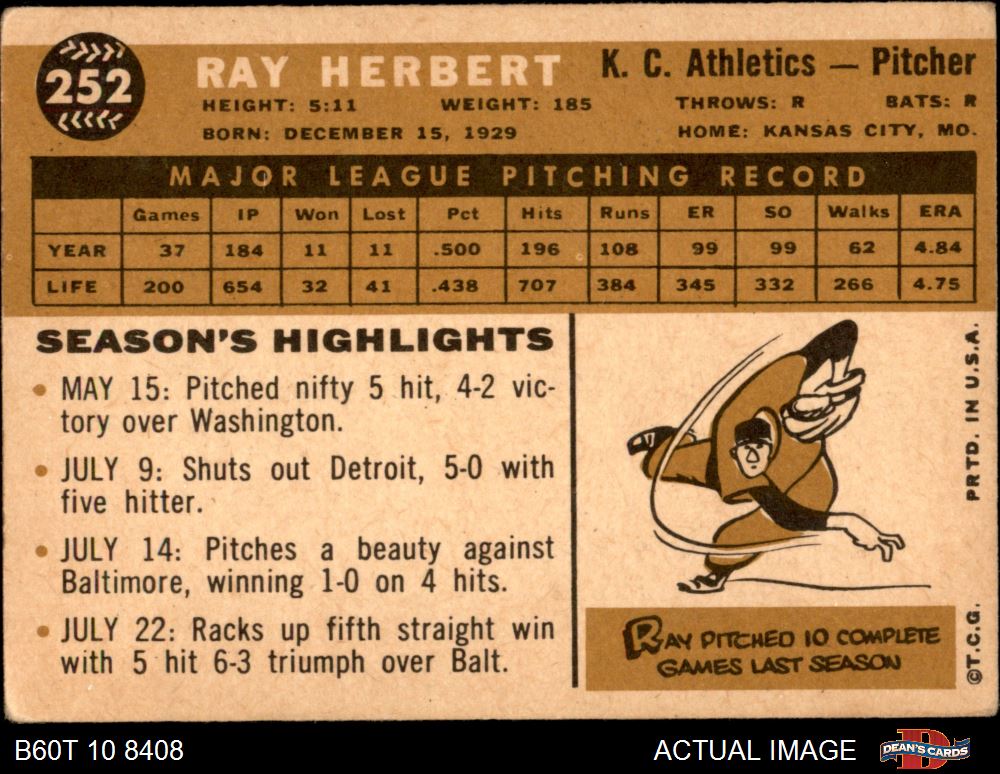 252
RAY HERBERT
K. C. Athletics — Pitcher
HEIGHT: 5:11 WEIGHT: 185 THROWS: R BATS: R
BORN: DECEMBER 15, 1929 HOME: KANSAS CITY, MO.
MAJOR LEAGUE PITCHING RECORD
Games IP Won Lost Pct Hits Runs ER SO Walks ERA
YEAR 37 184 11 11 .500 196 108 99 99 62 4.84
LIFE 200 654 32 41 .438 707 384 345 332 266 4.75
SEASON'S HIGHLIGHTS
• MAY 15: Pitched nifty 5 hit, 4-2 vic-
tory over Washington.
• JULY 9: Shuts out Detroit, 5-0 with
five hitter.
• JULY 14: Pitches a beauty against
Baltimore, winning 1-0 on 4 hits.
• JULY 22: Racks up fifth straight win
with 5 hit 6-3 triumph over Balt.
RAY PITCHED 10 COMPLETE
GAMES LAST SEASON
©T.C.G. PRTD. IN U.S.A.
B60T 10 8408 ACTUAL IMAGE
DEAN'S CARDS